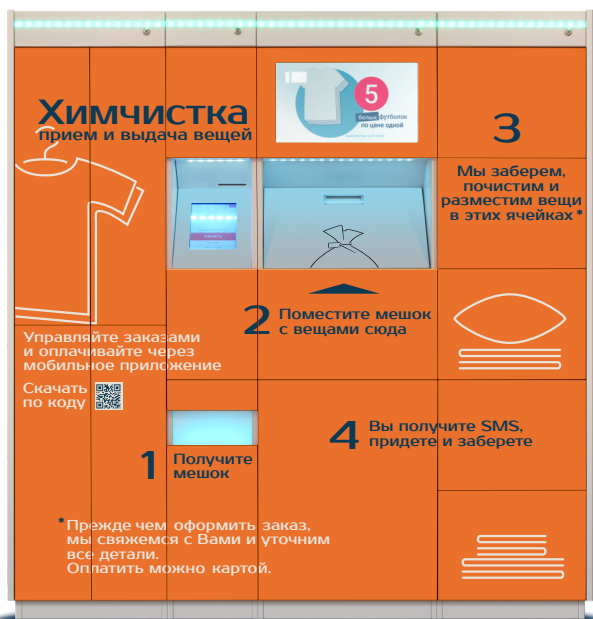 Химчистка
прием и выдача вещей
5
белых футболок
по цене одной
3
Мы заберем,
почистим и
разместим вещи
в этих ячейках*
2 Поместите мешок
с вещами сюда
Управляйте заказами
и оплачивайте через
мобильное приложение
Скачать
по коду
1 Получите
мешок
4 Вы получите SMS,
придете и заберете
*Прежде чем оформить заказ,
мы свяжемся с Вами и уточним
все детали.
Оплатить можно картой.